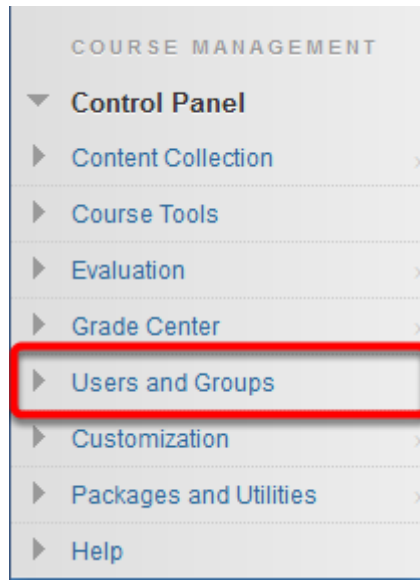 COURSE MANAGEMENT
Control Panel
Content Collection
Course Tools
Evaluation
Grade Center
Users and Groups
Customization
Packages and Utilities
Help